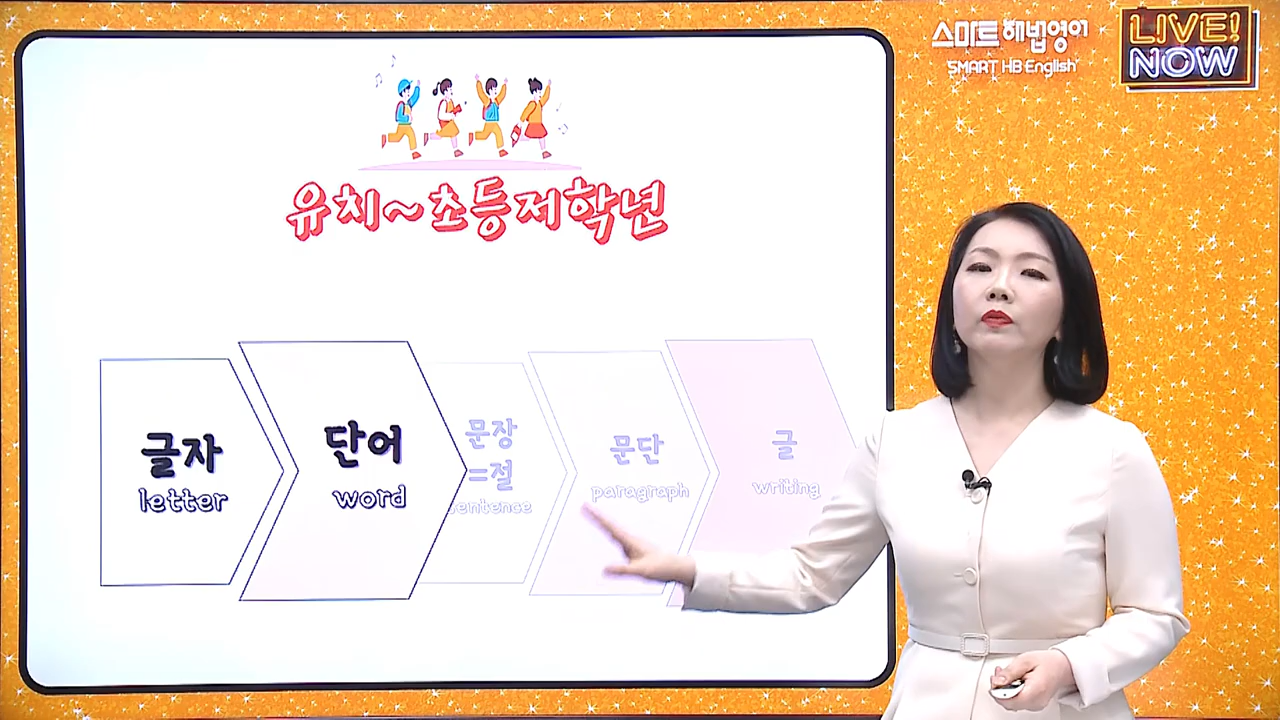 스마트 해법영어
SMART HB English
LIVE!
NOW
유치~초등저학년
글자
letter
단어
word
문장
=절
sentence
문단
paragraph
글
writing